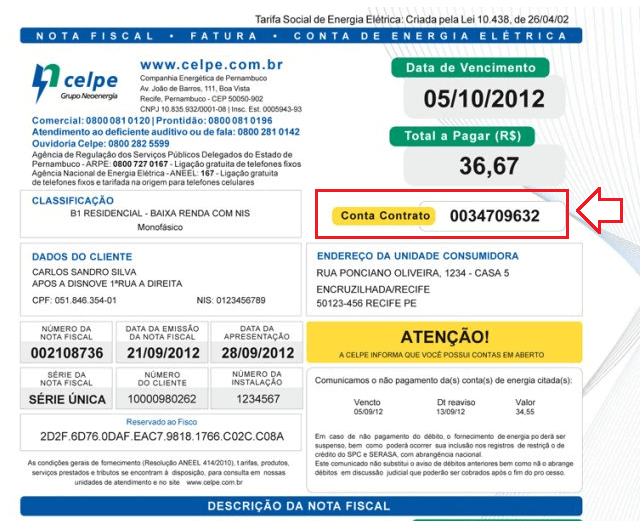 Tarifa Social de Energia Elétrica: Criada pela Lei 10.438, de 26/04/02
NOTA FISCAL • FATURA • CONTA DE ENERGIA ELÉTRICA
celpe
Grupo Neoenergia
www.celpe.com.br
Companhia Energética de Pernambuco
Av. João de Barros, 111, Boa Vista
Recife, Pernambuco - CEP 50050-902
CNPJ 10.835.932/0001-08 | Insc. Est. 0005943-93
Comercial: 0800 081 0120 | Prontidão: 0800 081 0196
Atendimento ao deficiente auditivo ou de fala: 0800 281 0142
Ouvidoria Celpe: 0800 282 5599
Agência de Regulação dos Serviços Públicos Delegados do Estado de
Pernambuco - ARPE: 0800 727 0167 - Ligação gratuita de telefones fixos
Agência Nacional de Energia Elétrica - ANEEL: 167 - Ligação gratuita
de telefones fixos e tarifada na origem para telefones celulares
Data de Vencimento
05/10/2012
Total a Pagar (R$)
36,67
CLASSIFICAÇÃO
B1 RESIDENCIAL - BAIXA RENDA COM NIS
Monofásico
Conta Contrato 0034709632
DADOS DO CLIENTE
CARLOS SANDRO SILVA
APOS A DISNOVE 1ªRUA A DIREITA
CPF: 051.846.354-01 NIS: 0123456789
ENDEREÇO DA UNIDADE CONSUMIDORA
RUA PONCIANO OLIVEIRA, 1234 - CASA 5
ENCRUZILHADA/RECIFE
50123-456 RECIFE PE
NÚMERO DA NOTA FISCAL
002108736
DATA DA EMISSÃO DA NOTA FISCAL
21/09/2012
DATA DA APRESENTAÇÃO
28/09/2012
SÉRIE DA NOTA FISCAL
SÉRIE ÚNICA
NÚMERO DO CLIENTE
10000980262
NÚMERO DA INSTALAÇÃO
1234567
Reservado ao Fisco
2D2F.6D76.0DAF.EAC7.9818.1766.C02C.C08A
As condições gerais de fornecimento (Resolução ANEEL 414/2010), tarifas, produtos,
serviços prestados e tributos se encontram à disposição, para consulta em nossas
unidades de atendimento e no site www.celpe.com.br
ATENÇÃO!
A CELPE INFORMA QUE VOCÊ POSSUI CONTAS EM ABERTO
Comunicamos o não pagamento da(s) conta(s) de energia citada(s):
Vencto Dt reaviso Valor
05/09/12 13/09/12 34,55
Em caso de não pagamento do débito, o fornecimento de energia poderá ser
suspenso, bem como poderá ocorrer sua inclusão nos registros de restrição de
crédito do SPC e SERASA, com abrangência nacional.
Este comunicado não substitui o aviso de débitos anteriores bem como não abrange
débitos em discussão judicial que poderão ser cobrados após o fim do processo.
DESCRIÇÃO DA NOTA FISCAL